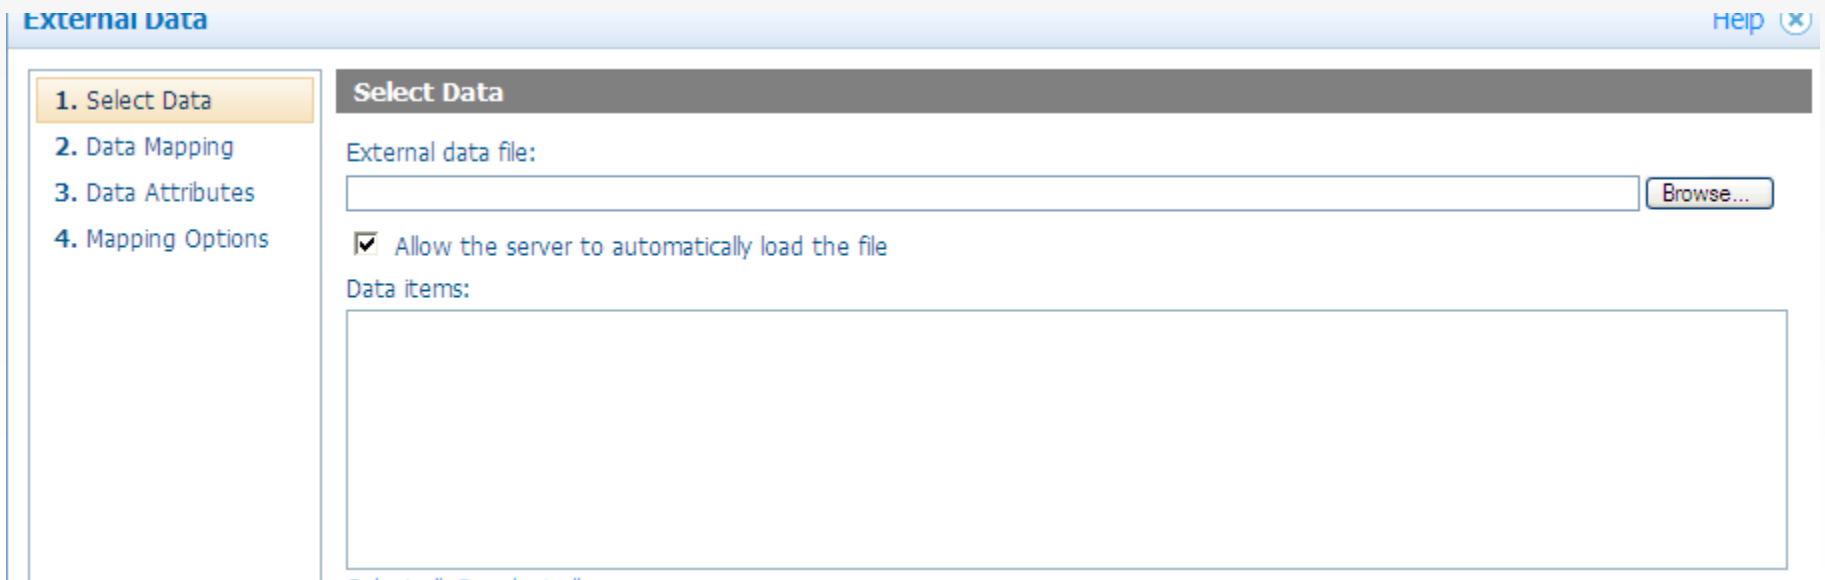 External Data
Help
1. Select Data
2. Data Mapping
3. Data Attributes
4. Mapping Options
Select Data
External data file:
Browse...
Allow the server to automatically load the file
Data items: